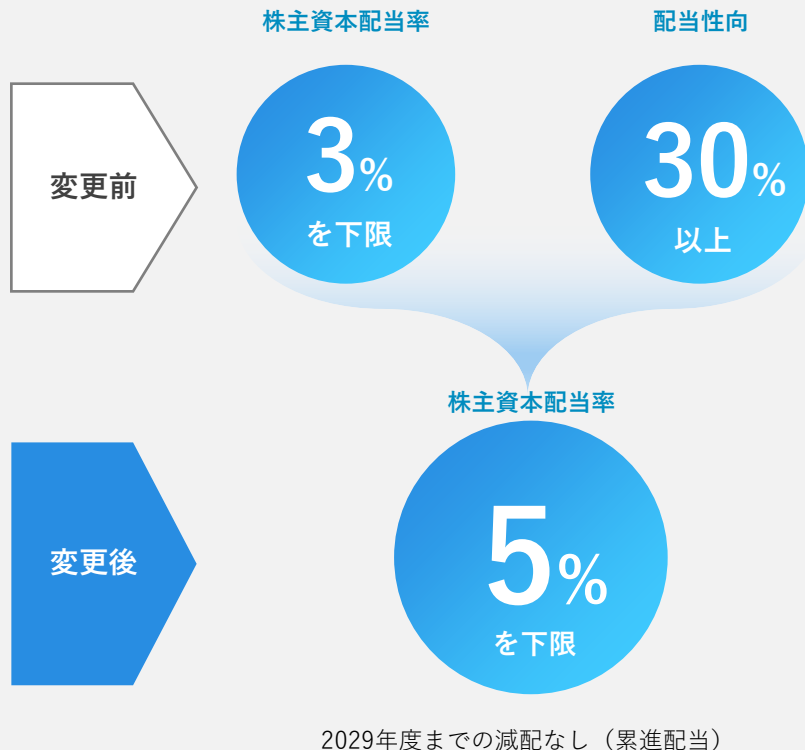 株主資本配当率
配当性向
変更前
3%
を下限
30%
以上
株主資本配当率
変更後
5%
を下限
2029年度までの減配なし（累進配当）